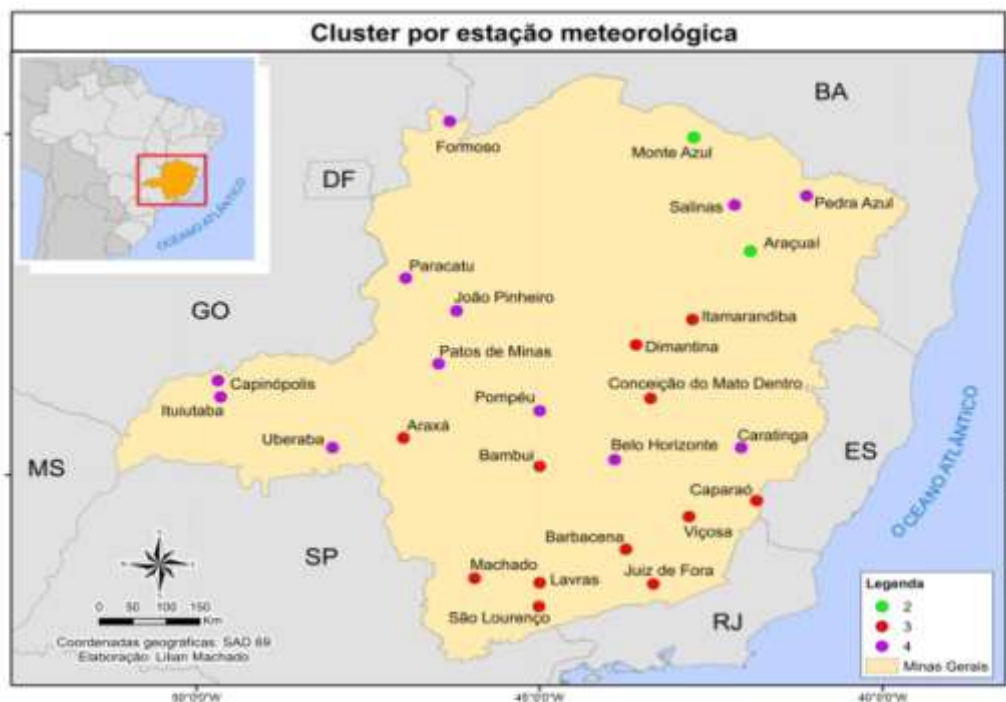 Cluster por estação meteorológica
BA
Formoso
Monte Azul
DF
Salinas
Pedra Azul
OCEANO ATLÂNTICO
Araçuaí
Paracatu
João Pinheiro
GO
Itamarandiba
Dimantina
Patos de Minas
Capinópolis
Conceição do Mato Dentro
Ituiutaba
Pompéu
Araxá
Uberaba
Belo Horizonte
Caratinga
OCEANO ATLÂNTICO
MS
Bambui
ES
Caparaó
Viçosa
Barbacena
SP
Machado
Lavras
Juiz de Fora
São Lourenço
RJ
Legenda
2
3
4
Minas Gerais
0 50 100 150
Km
Coordenadas geográficas: SAD 69
Elaboração: Lilian Machado
50°0'0"W
45°0'0"W
40°0'0"W